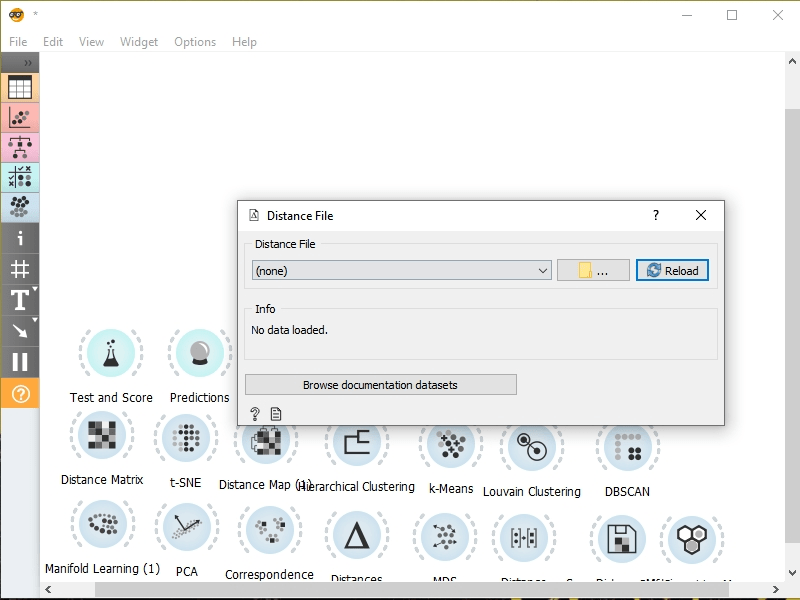 *
File Edit View Widget Options Help
Distance File
?
Distance File
(none)
...
Reload
Info
No data loaded.
Browse documentation datasets
Test and Score
Predictions
Distance Matrix
t-SNE
Distance Map (1)
Hierarchical Clustering
k-Means
Louvain Clustering
DBSCAN
Manifold Learning (1)
PCA
Correspondence
Distances
MDS
Distance